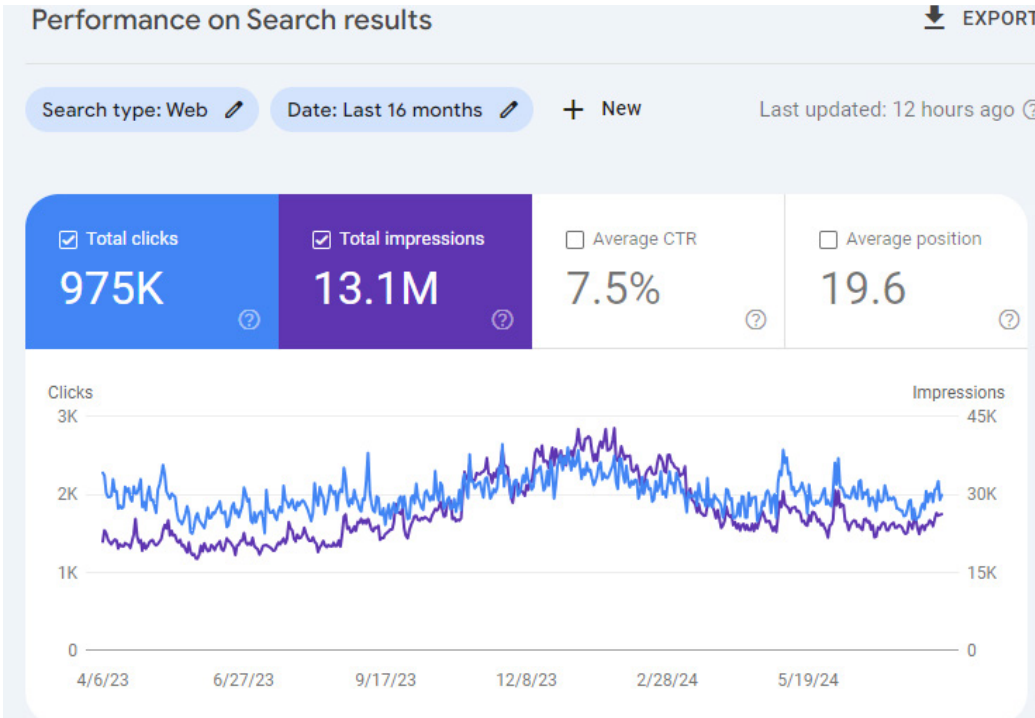 Performance on Search results
EXPORT
Search type: Web
Date: Last 16 months
+ New
Last updated: 12 hours ago
Total clicks
975K
Total impressions
13.1M
Average CTR
7.5%
Average position
19.6
Clicks
Impressions
3K
45K
2K
30K
1K
15K
0
0
4/6/23 6/27/23 9/17/23 12/8/23 2/28/24 5/19/24